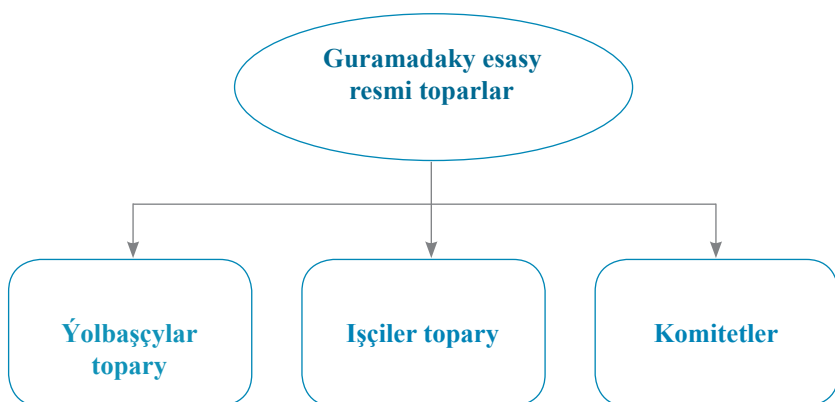 Guramadaky esasy
resmi toparlar
Ýolbaşçylar
topary
Işçiler topary
Komitetler